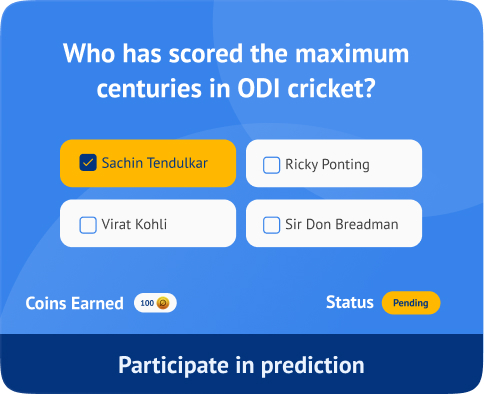 Who has scored the maximum
centuries in ODI cricket?
Sachin Tendulkar
Ricky Ponting
Virat Kohli
Sir Don Breadman
Coins Earned 100
Status Pending
Participate in prediction